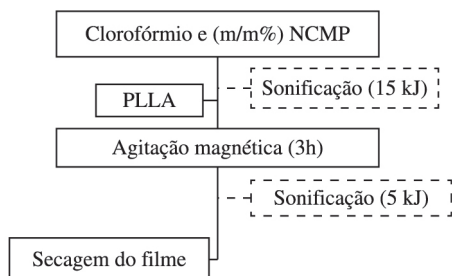 Clorofórmio e (m/m%) NCMP
Sonificação (15 kJ)
PLLA
Agitação magnética (3h)
Sonificação (5 kJ)
Secagem do filme